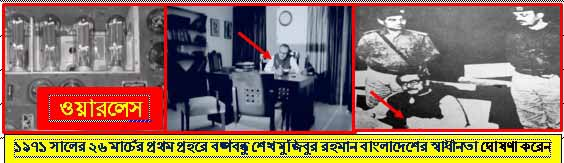 ওয়ারলেস
১৯৭১ সালের ২৬ মার্চের প্রথম প্রহরে বঙ্গবন্ধু শেখ মুজিবুর রহমান বাংলাদেশের স্বাধীনতা ঘোষণা করেন